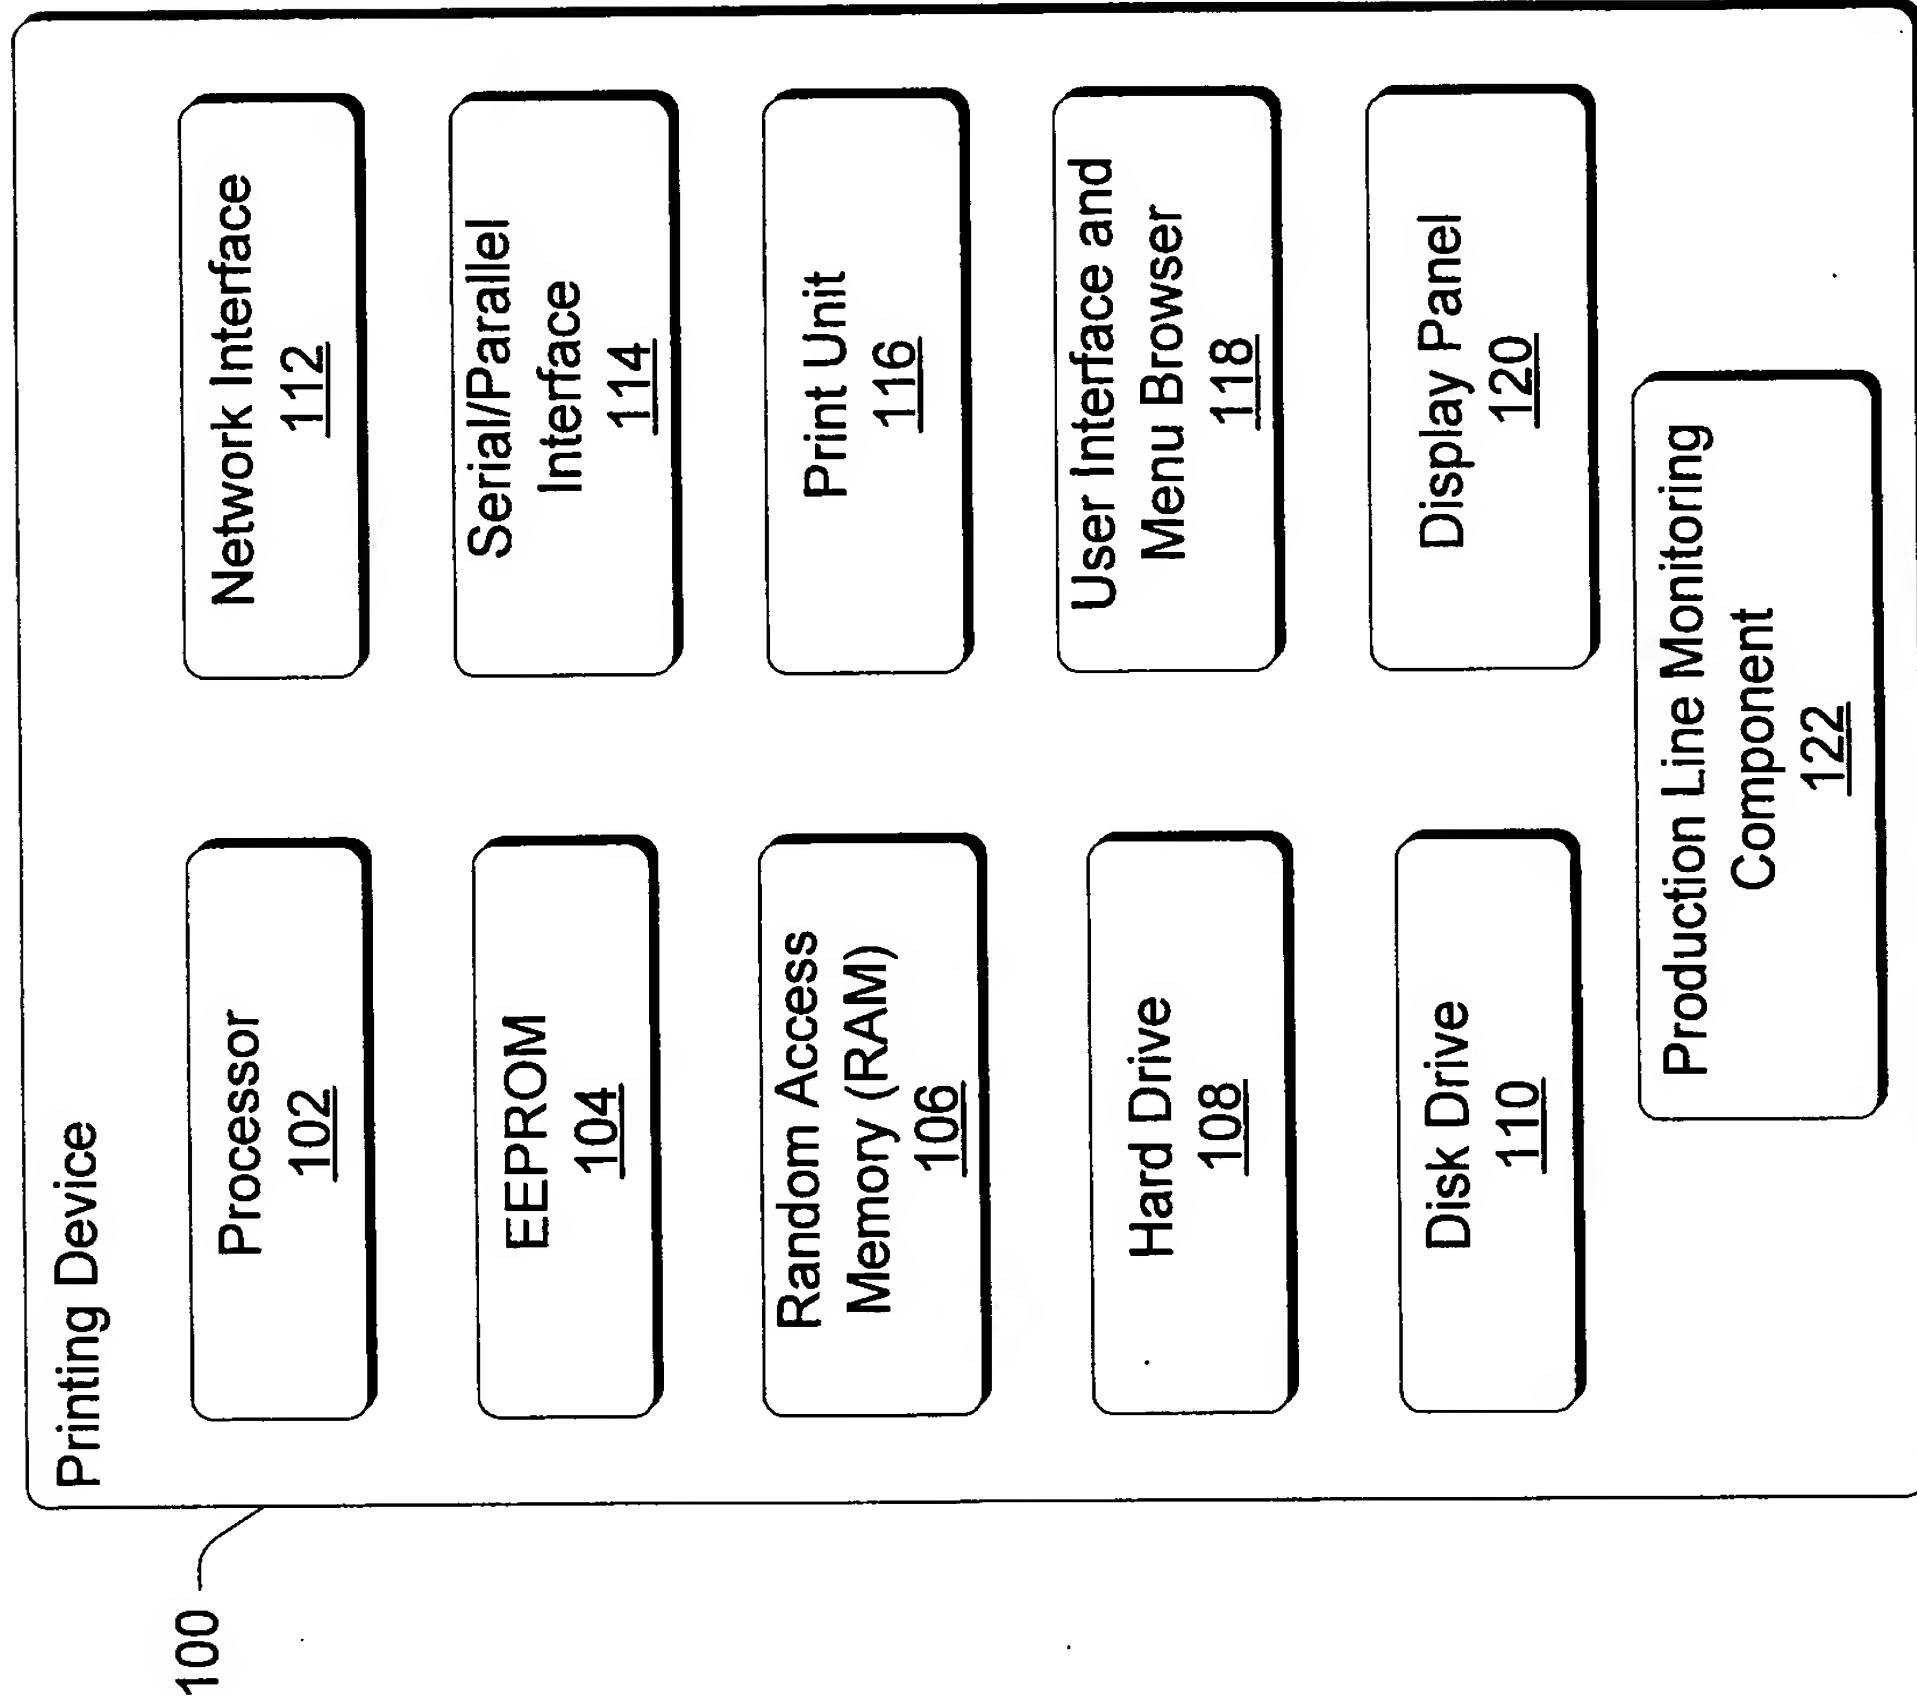 100
Printing Device
Processor
102
EEPROM
104
Random Access
Memory (RAM)
106
Hard Drive
108
Disk Drive
110
Network Interface
112
Serial/Parallel
Interface
114
Print Unit
116
User Interface and
Menu Browser
118
Display Panel
120
Production Line Monitoring
Component
122